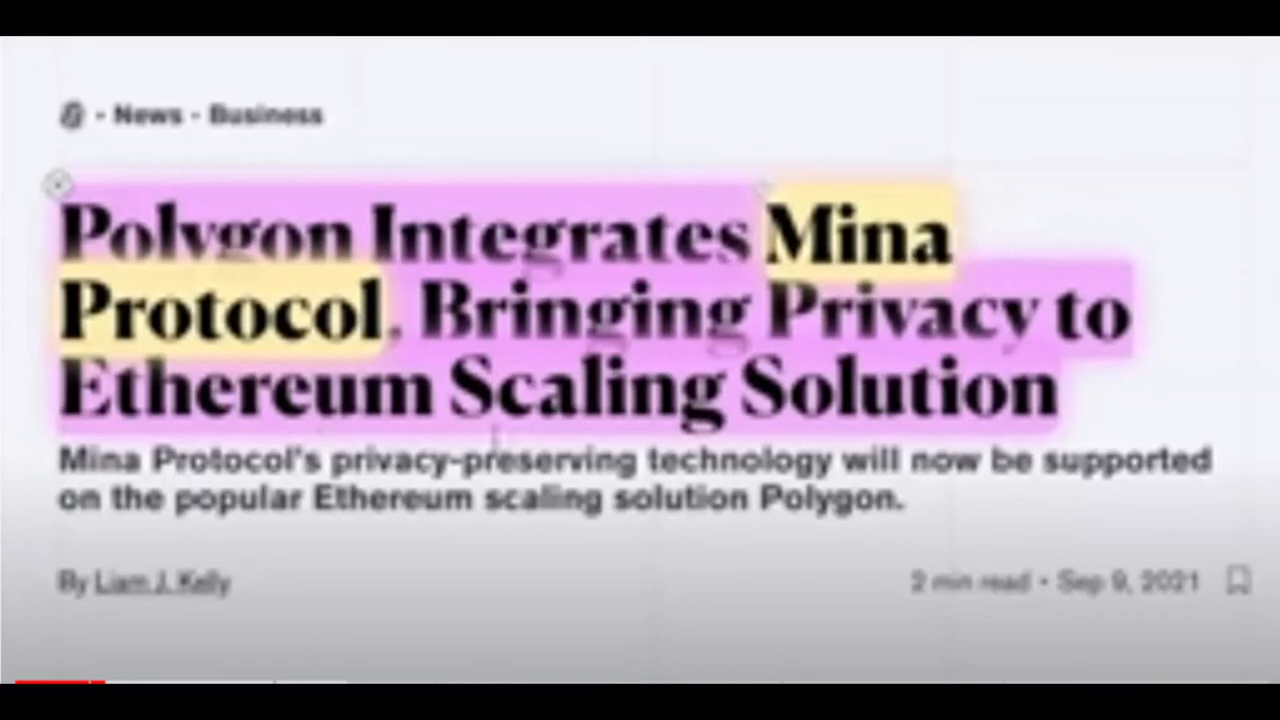 - News - Business
Polygon Integrates Mina
Protocol, Bringing Privacy to
Ethereum Scaling Solution
Mina Protocol's privacy-preserving technology will now be supported
on the popular Ethereum scaling solution Polygon.
By Liam J. Kelly
2 min read • Sep 9, 2021